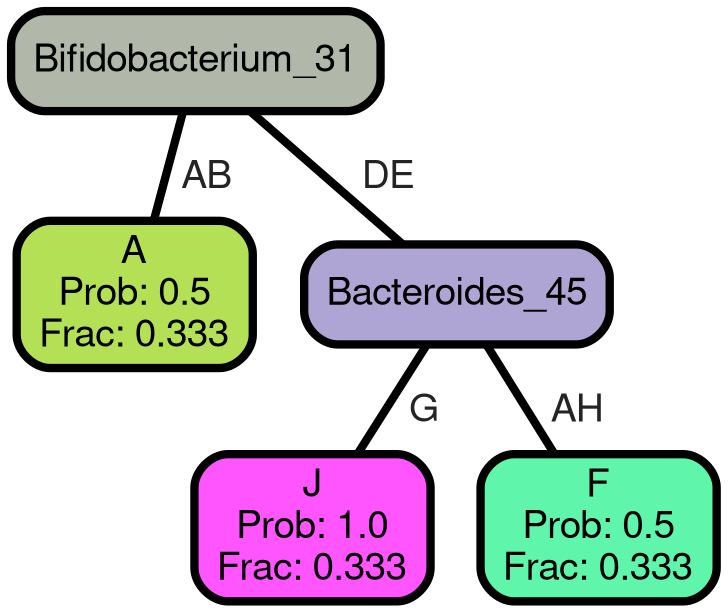 Bifidobacterium_31
AB
DE
A
Prob: 0.5
Frac: 0.333
Bacteroides_45
G
AH
J
Prob: 1.0
Frac: 0.333
F
Prob: 0.5
Frac: 0.333